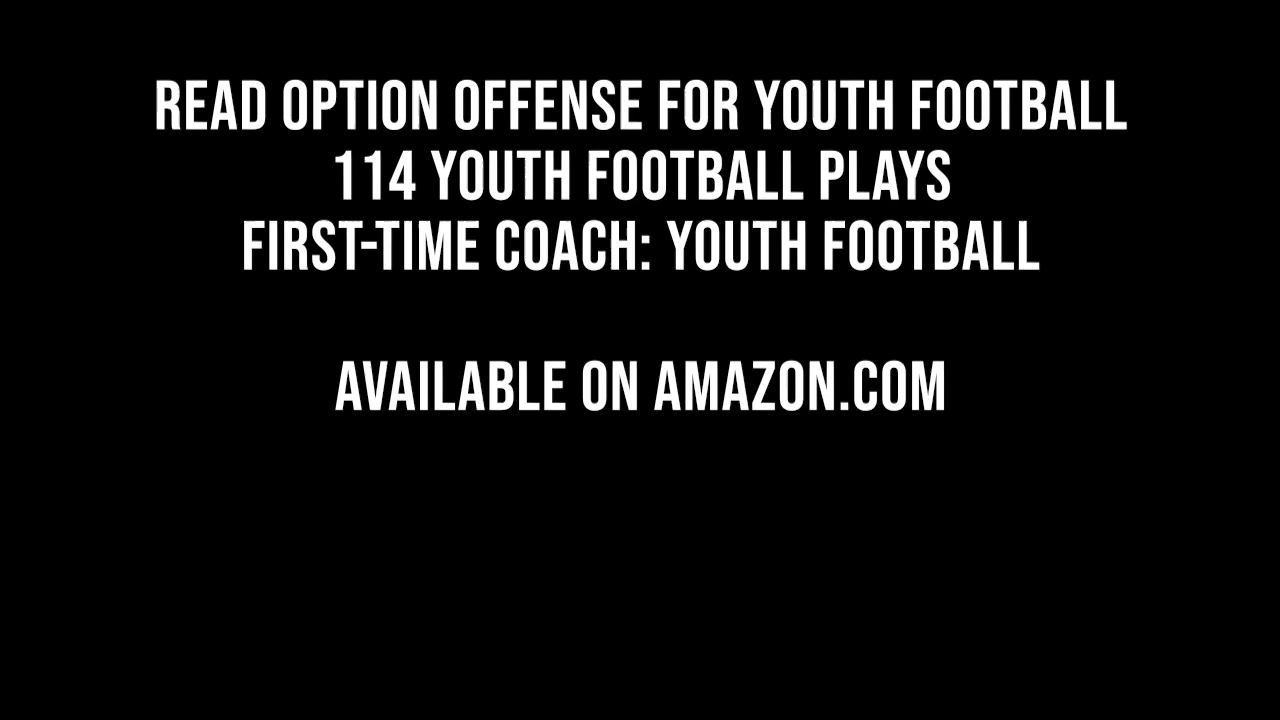 READ OPTION OFFENSE FOR YOUTH FOOTBALL
114 YOUTH FOOTBALL PLAYS
FIRST-TIME COACH: YOUTH FOOTBALL
AVAILABLE ON AMAZON.COM